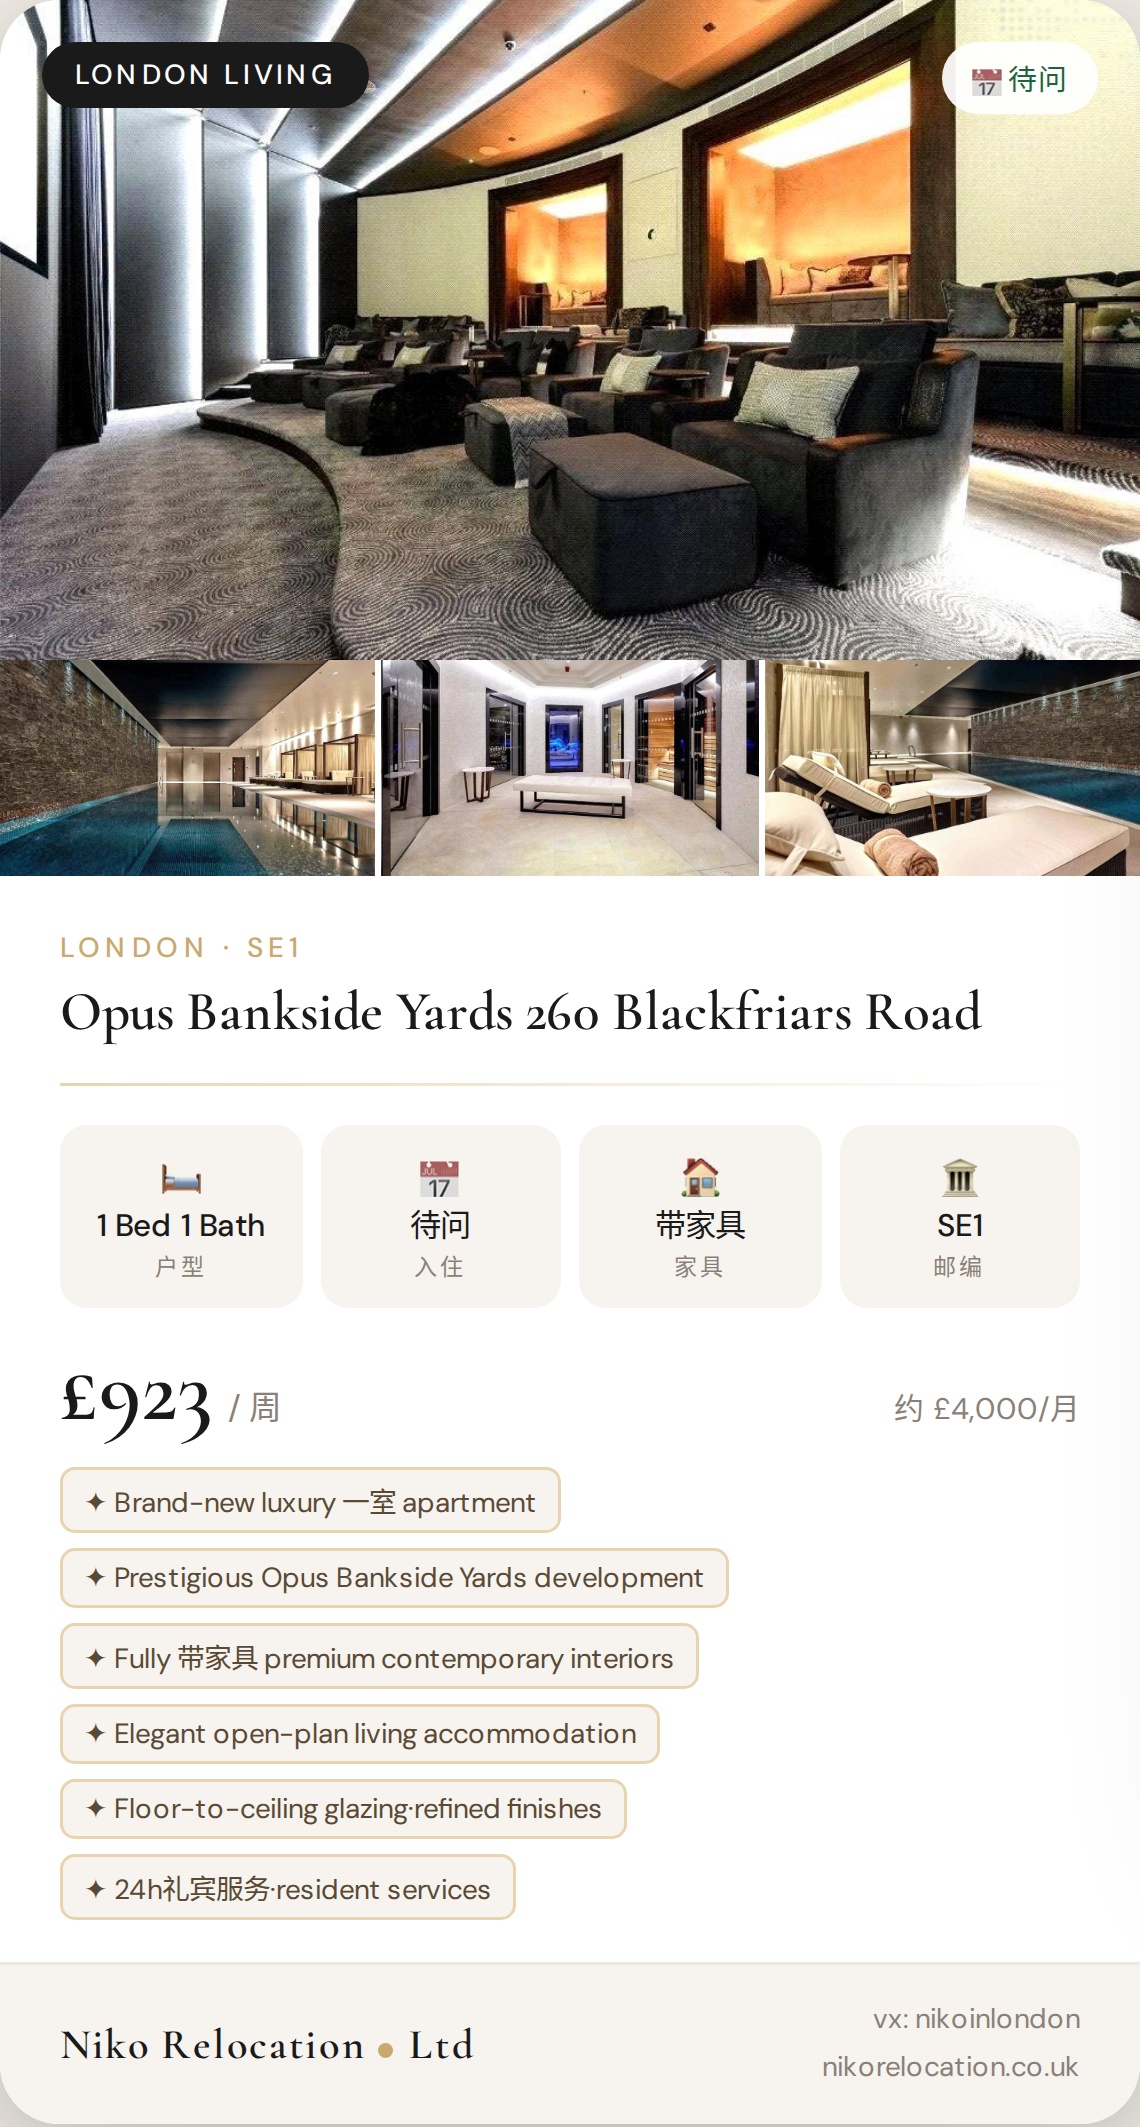 LONDON LIVING
📅 待问
LONDON · SE1
Opus Bankside Yards 260 Blackfriars Road
1 Bed 1 Bath
户型
待问
入住
带家具
家具
SE1
邮编
£923 / 周
约 £4,000/月
✦ Brand-new luxury 一室 apartment
✦ Prestigious Opus Bankside Yards development
✦ Fully 带家具 premium contemporary interiors
✦ Elegant open-plan living accommodation
✦ Floor-to-ceiling glazing·refined finishes
✦ 24h礼宾服务·resident services
Niko Relocation • Ltd
vx: nikoinlondon
nikorelocation.co.uk